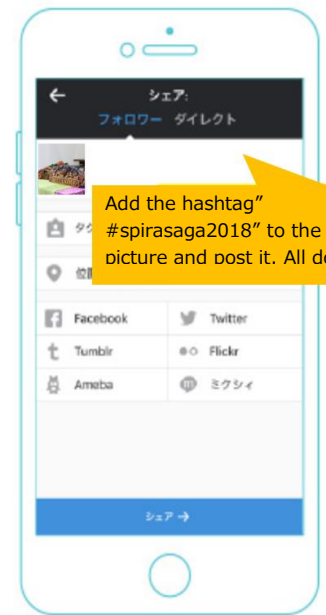 シェア:
フォロワー ダイレクト
Add the hashtag”
#spirasaga2018” to the
picture and post it. All
Facebook Twitter
Tumblr Flickr
Ameba ミクシィ
シェア →